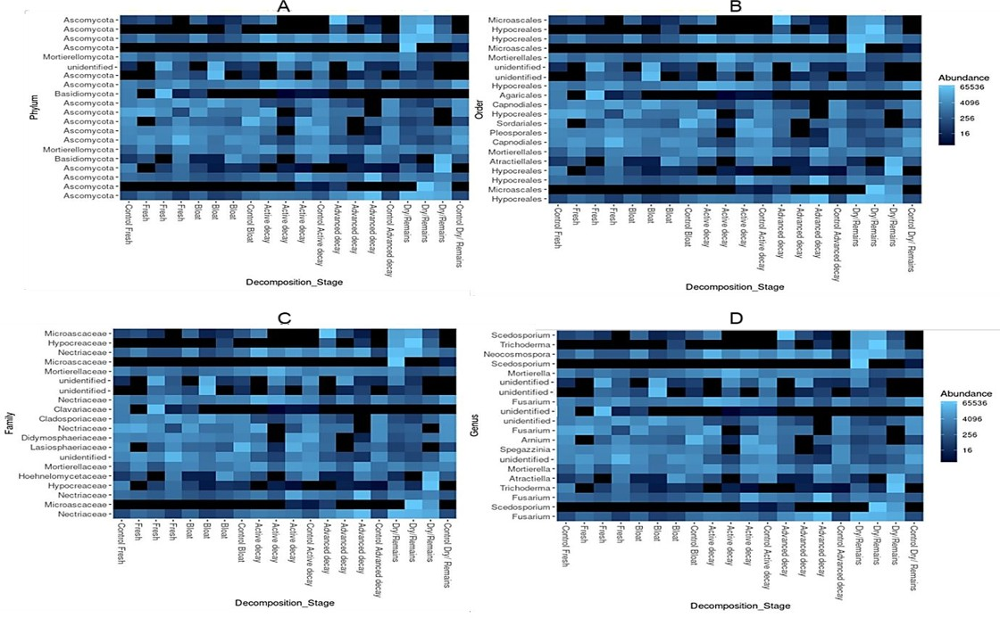 A
Phylum
Ascomycota
Ascomycota
Ascomycota
Ascomycota
Mortierellomycota
unidentified
Ascomycota
Ascomycota
Basidiomycota
Ascomycota
Ascomycota
Ascomycota
Ascomycota
Ascomycota
Mortierellomycota
Basidiomycota
Ascomycota
Ascomycota
Ascomycota
Ascomycota
Control Fresh
Fresh
Fresh
Fresh
Bloat
Bloat
Bloat
Control Bloat
Active decay
Active decay
Active decay
Control Active decay
Advanced decay
Advanced decay
Advanced decay
Control Advanced decay
Dry/Remains
Dry/Remains
Dry/Remains
Control Dry/ Remains
Decomposition_Stage
B
Order
Microascales
Hypocreales
Hypocreales
Microascales
Mortierellales
unidentified
unidentified
Hypocreales
Agaricales
Capnodiales
Hypocreales
Sordariales
Pleosporales
Capnodiales
Mortierellales
Atractiellales
Hypocreales
Hypocreales
Microascales
Hypocreales
Control Fresh
Fresh
Fresh
Fresh
Bloat
Bloat
Bloat
Control Bloat
Active decay
Active decay
Active decay
Control Active decay
Advanced decay
Advanced decay
Advanced decay
Control Advanced decay
Dry/Remains
Dry/Remains
Dry/Remains
Control Dry/ Remains
Decomposition_Stage
Abundance
65536
4096
256
16
C
Family
Microascaceae
Hypocreaceae
Nectriaceae
Microascaceae
Mortierellaceae
unidentified
unidentified
Nectriaceae
Clavariaceae
Cladosporiaceae
Nectriaceae
Didymosphaeriaceae
Lasiosphaeriaceae
unidentified
Mortierellaceae
Hoehnelomycetaceae
Hypocreaceae
Nectriaceae
Microascaceae
Nectriaceae
Control Fresh
Fresh
Fresh
Fresh
Bloat
Bloat
Bloat
Control Bloat
Active decay
Active decay
Active decay
Control Active decay
Advanced decay
Advanced decay
Advanced decay
Control Advanced decay
Dry/Remains
Dry/Remains
Dry/Remains
Control Dry/ Remains
Decomposition_Stage
D
Genus
Scedosporium
Trichoderma
Neocosmospora
Scedosporium
Mortierella
unidentified
unidentified
Fusarium
unidentified
unidentified
Fusarium
Arnium
Spegazzinia
unidentified
Mortierella
Atractiella
Trichoderma
Fusarium
Scedosporium
Fusarium
Control Fresh
Fresh
Fresh
Fresh
Bloat
Bloat
Bloat
Control Bloat
Active decay
Active decay
Active decay
Control Active decay
Advanced decay
Advanced decay
Advanced decay
Control Advanced decay
Dry/Remains
Dry/Remains
Dry/Remains
Control Dry/ Remains
Decomposition_Stage
Abundance
65536
4096
256
16